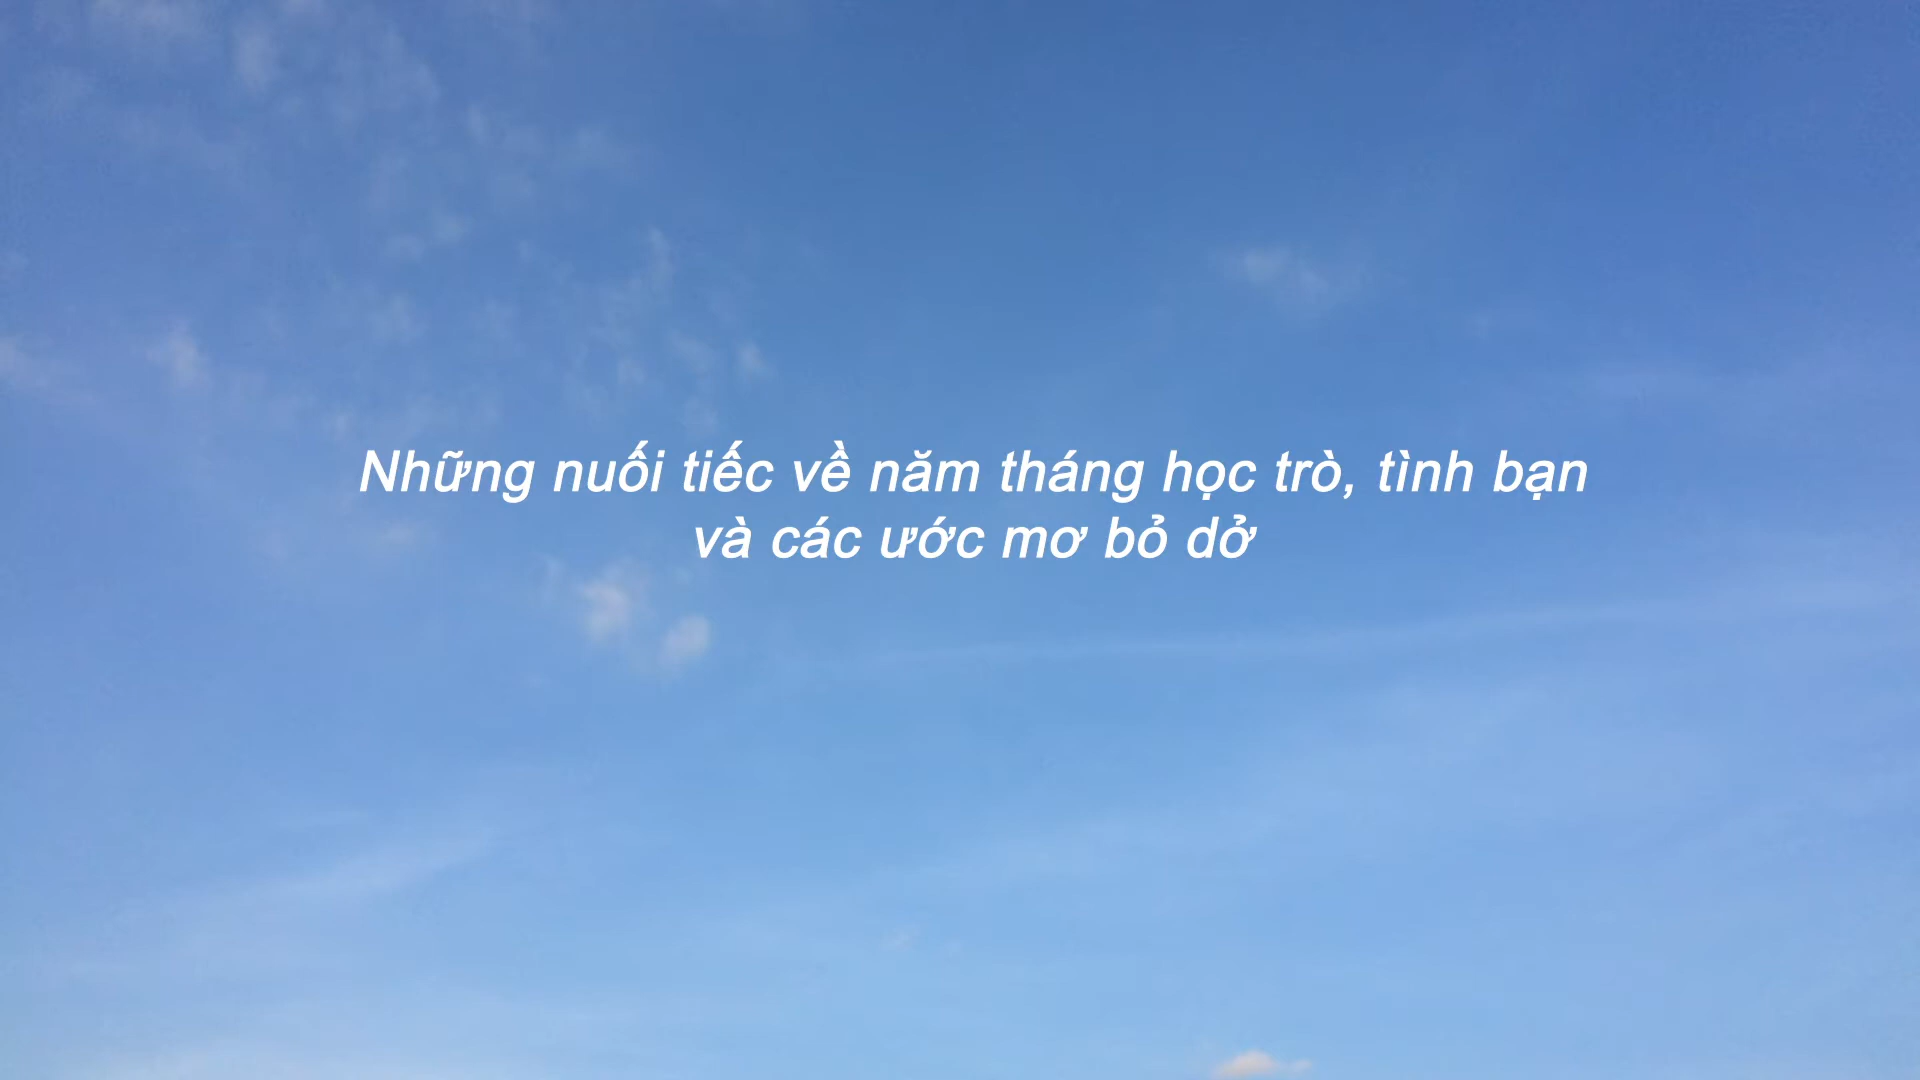 Những nuối tiếc về năm tháng học trò, tình bạn
và các ước mơ bỏ dở